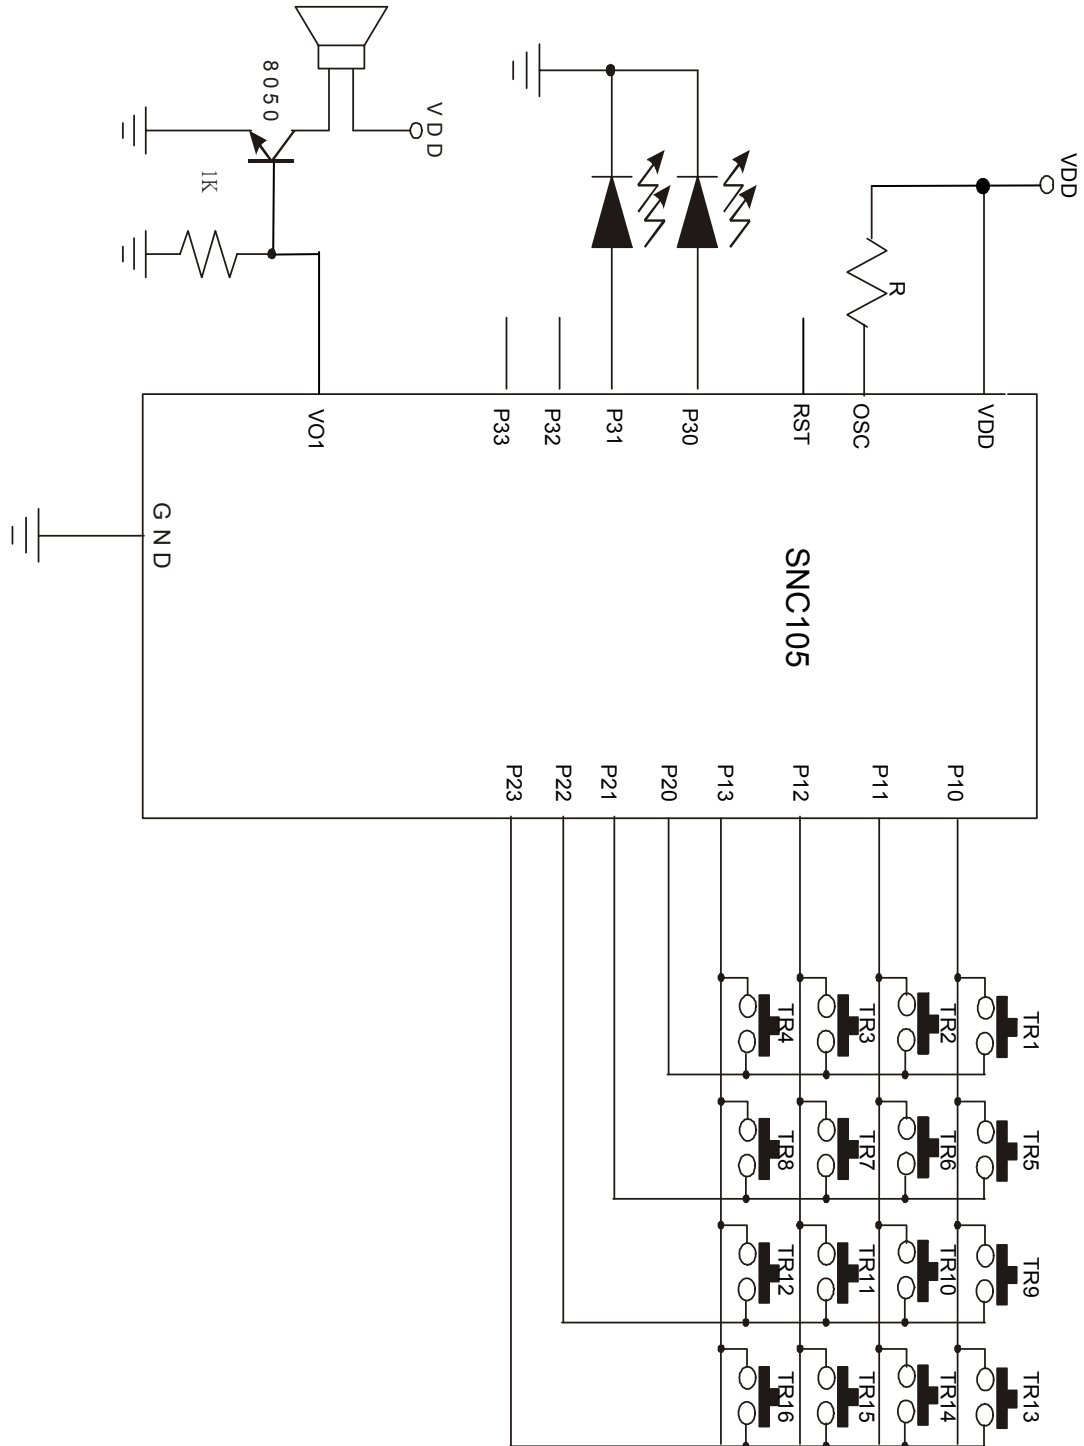 8050
VDD
1K
VDD
R
VO1
P33
P32
P31
P30
RST
OSC
VDD
GND
SNC105
P23
P22
P21
P20
P13
P12
P11
P10
TR4
TR3
TR2
TR1
TR8
TR7
TR6
TR5
TR12
TR11
TR10
TR9
TR16
TR15
TR14
TR13